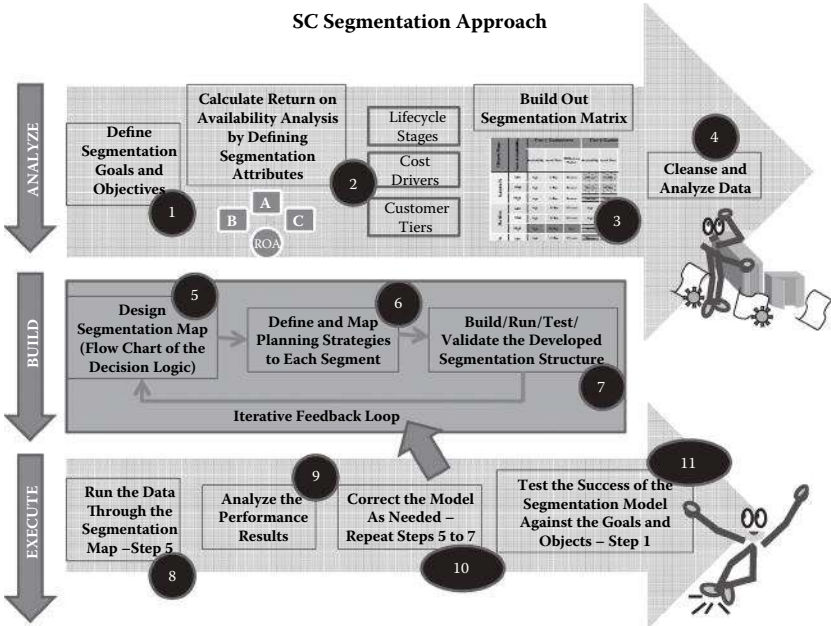 SC Segmentation Approach
ANALYZE
Define
Segmentation
Goals and
Objectives
1
Calculate Return on
Availability Analysis
by Defining
Segmentation
Attributes
A
B
C
ROA
2
Lifecycle
Stages
Cost
Drivers
Customer
Tiers
Build Out
Segmentation Matrix
3
4
Cleanse and
Analyze Data
BUILD
5
Design
Segmentation Map
(Flow Chart of the
Decision Logic)
6
Define and Map
Planning Strategies
to Each Segment
Build/Run/Test/
Validate the Developed
Segmentation Structure
7
Iterative Feedback Loop
EXECUTE
Run the Data
Through the
Segmentation
Map –Step 5
8
9
Analyze the
Performance
Results
Correct the Model
As Needed –
Repeat Steps 5 to 7
10
11
Test the Success of the
Segmentation Model
Against the Goals and
Objects – Step 1